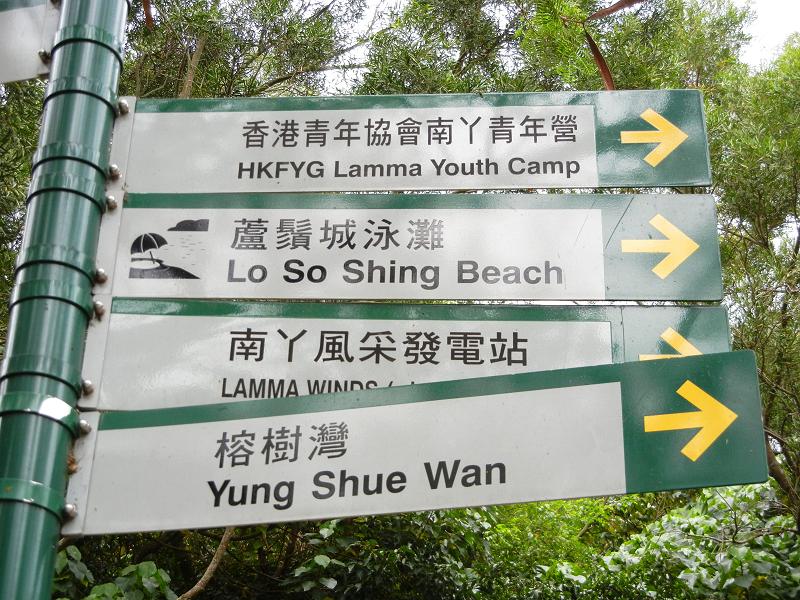 香港青年協會南丫青年營
HKFYG Lamma Youth Camp
蘆鬚城泳灘
Lo So Shing Beach
南丫風采發電站
LAMMA WINDS
榕樹灣
Yung Shue Wan